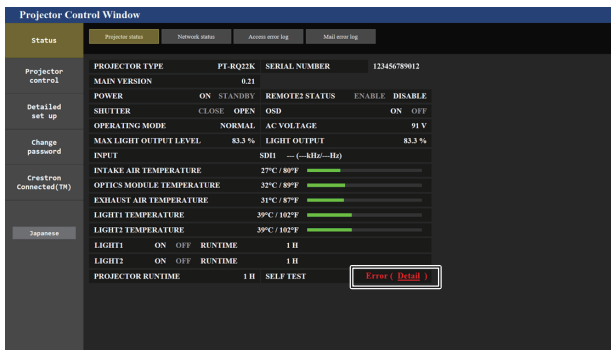 Projector Control Window
Status
Projector control
Detailed set up
Change password
Crestron Connected(TM)
Japanese
Projector status Network status Access error log Mail error log
PROJECTOR TYPE PT-RQ22K SERIAL NUMBER 123456789012
MAIN VERSION 0.21
POWER ON STANDBY REMOTE2 STATUS ENABLE DISABLE
SHUTTER CLOSE OPEN OSD ON OFF
OPERATING MODE NORMAL AC VOLTAGE 91 V
MAX LIGHT OUTPUT LEVEL 83.3 % LIGHT OUTPUT 83.3 %
INPUT SDI1 --- (---kHz/---Hz)
INTAKE AIR TEMPERATURE 27°C / 80°F
OPTICS MODULE TEMPERATURE 32°C / 89°F
EXHAUST AIR TEMPERATURE 31°C / 87°F
LIGHT1 TEMPERATURE 39°C / 102°F
LIGHT2 TEMPERATURE 39°C / 102°F
LIGHT1 ON OFF RUNTIME 1 H
LIGHT2 ON OFF RUNTIME 1 H
PROJECTOR RUNTIME 1 H SELF TEST Error ( Detail )